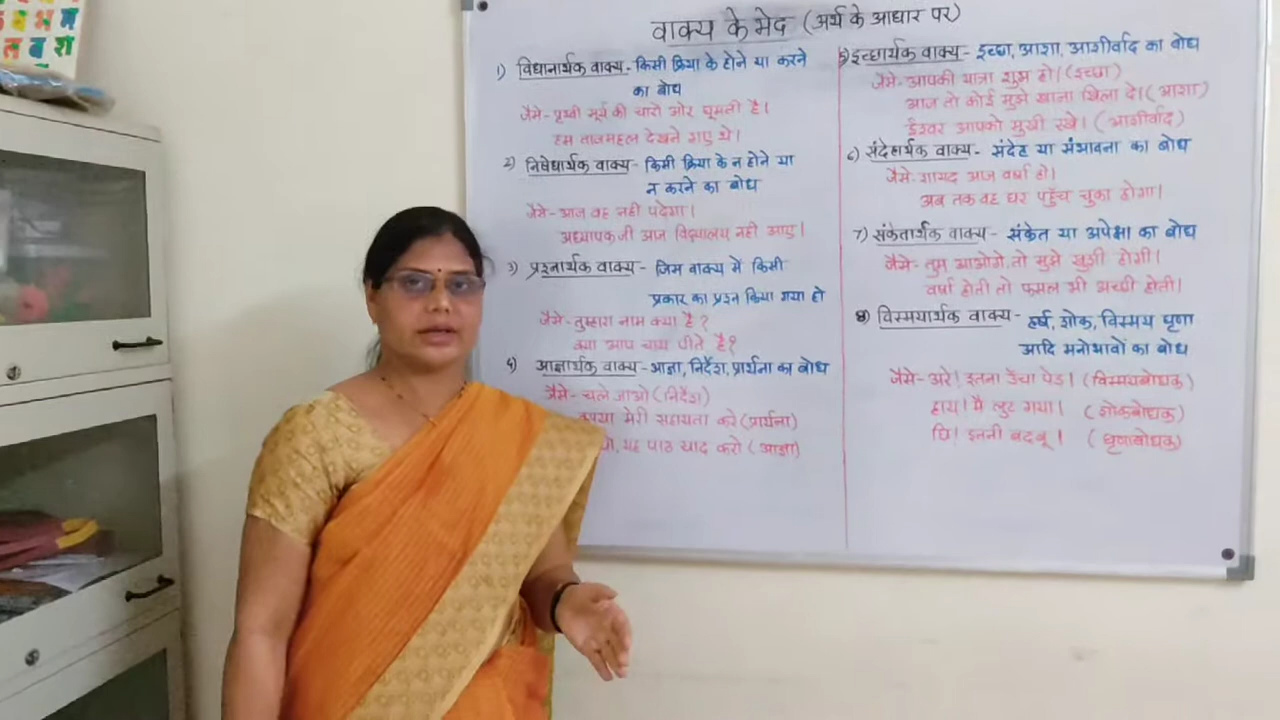 व भ म
त ब श
वाक्य के भेद (अर्थ के आधार पर)
1) विधानार्थक वाक्य - किसी क्रिया के होने या करने
का बोध
जैसे- पृथ्वी सूर्य की चारों ओर घूमती है।
हम ताजमहल देखने गए थे।
2) निषेधार्थक वाक्य - किसी क्रिया के न होने या
न करने का बोध
जैसे- आज वह नही पढेगा।
अध्यापक जी आज विद्यालय नही आए।
3) प्रश्नार्थक वाक्य - जिस वाक्य में किसी
प्रकार का प्रश्न किया गया हो
जैसे- तुम्हारा नाम क्या है?
क्या आप चाय पीते है?
4) आज्ञार्थक वाक्य - आज्ञा, निर्देश, प्रार्थना का बोध
जैसे- चले जाओ (निर्देश)
मेरी सहायता करे (प्रार्थना)
यह पाठ याद करो (आज्ञा)
5) इच्छार्थक वाक्य - इच्छा, आशा, आशीर्वाद का बोध
जैसे- आपकी यात्रा शुभ हो। (इच्छा)
आज तो कोई मुझे खाना खिला दे। (आशा)
ईश्वर आपको सुखी रखे। (आशीर्वाद)
6) संदेहार्थक वाक्य - संदेह या संभावना का बोध
जैसे- शायद आज वर्षा हो।
अब तक वह घर पहुँच चुका होगा।
7) संकेतार्थक वाक्य - संकेत या अपेक्षा का बोध
जैसे- तुम आओगे, तो मुझे खुशी होगी।
वर्षा होती तो फसल भी अच्छी होती।
8) विस्मयार्थक वाक्य - हर्ष, शोक, विस्मय घृणा
आदि मनोभावों का बोध
जैसे- अरे! इतना ऊँचा पेड़। (विस्मयबोधक)
हाय। मै लुट गया। (शोकबोधक)
छि! इतनी बदबू। (घृणाबोधक)